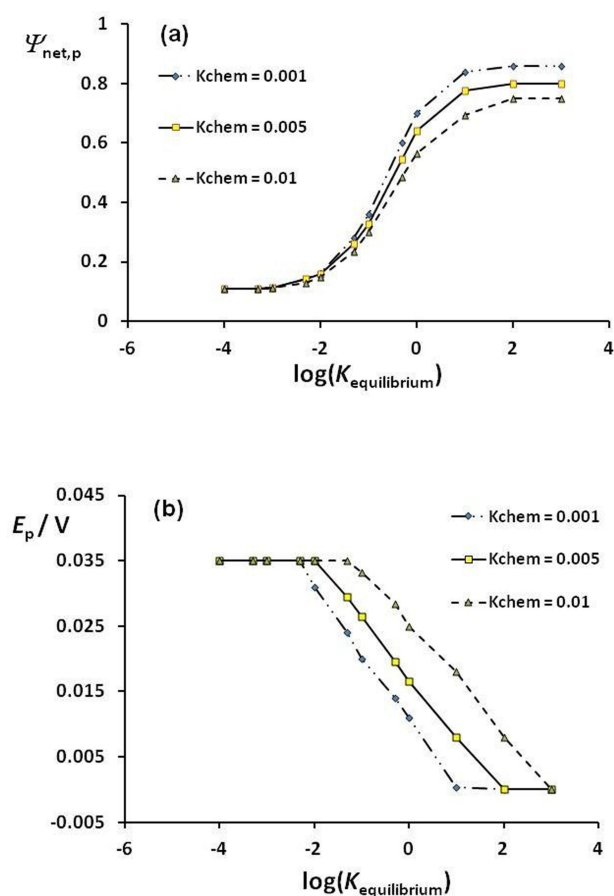 (a)
Ψnet,p
1
0.8
0.6
0.4
0.2
0
Kchem = 0.001
Kchem = 0.005
Kchem = 0.01
-6 -4 -2 0 2 4
log(Kequilibrium)
(b)
Ep / V
0.045
0.035
0.025
0.015
0.005
-0.005
Kchem = 0.001
Kchem = 0.005
Kchem = 0.01
-6 -4 -2 0 2 4
log(Kequilibrium)